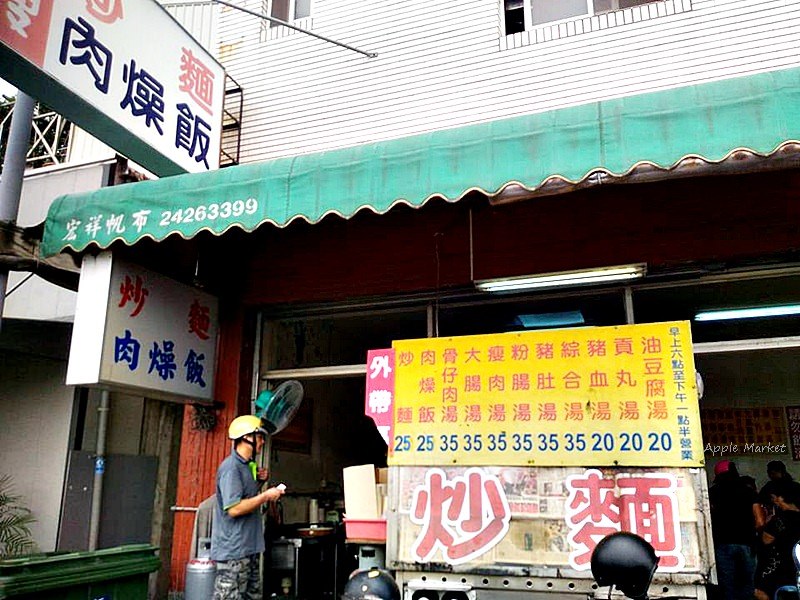 麵
肉燥飯
宏祥帆布 24263399
炒麵
肉燥飯
外帶
炒麵 25
肉燥飯 25
骨仔肉湯 35
大腸湯 35
瘦肉湯 35
粉腸湯 35
豬肚湯 35
綜合湯 35
豬血湯 20
貢丸湯 20
油豆腐湯 20
早上六點至下午一點半營業
炒麵
Apple Market